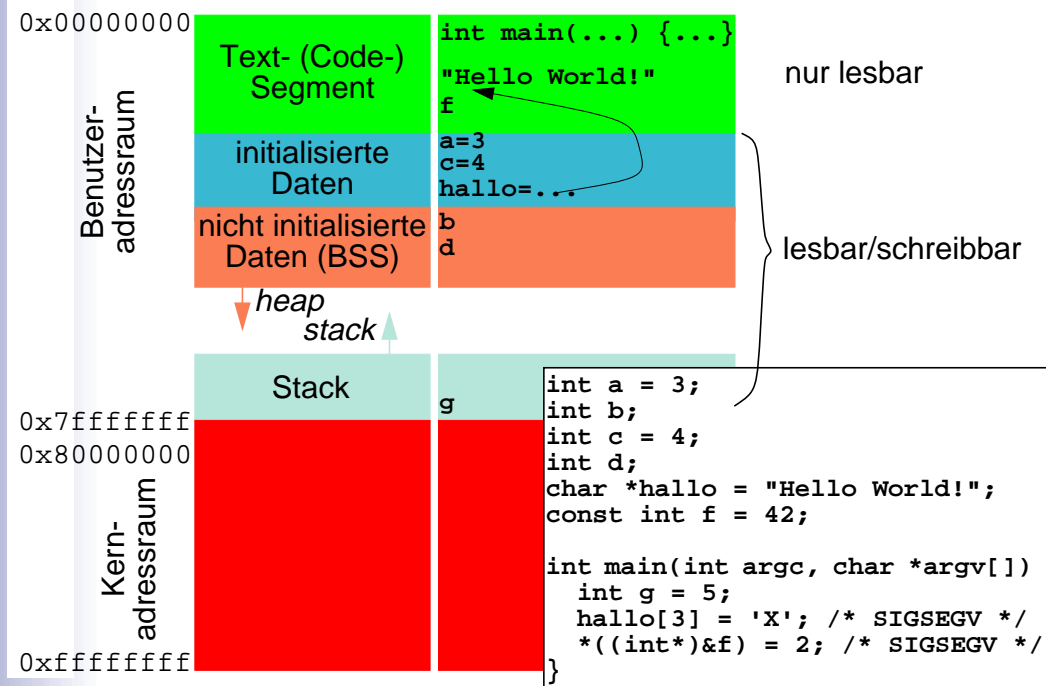 0x00000000
Benutzer-
adressraum
Text- (Code-)
Segment
int main(...) {...}
"Hello World!"
f
nur lesbar
initialisierte
Daten
a=3
c=4
hallo=...
nicht initialisierte
Daten (BSS)
b
d
lesbar/schreibbar
heap
stack
Stack
g
0x7fffffff
0x80000000
Kern-
adressraum
0xffffffff
int a = 3;
int b;
int c = 4;
int d;
char *hallo = "Hello World!";
const int f = 42;
int main(int argc, char *argv[])
int g = 5;
hallo[3] = 'X'; /* SIGSEGV */
*((int*)&f) = 2; /* SIGSEGV */
}